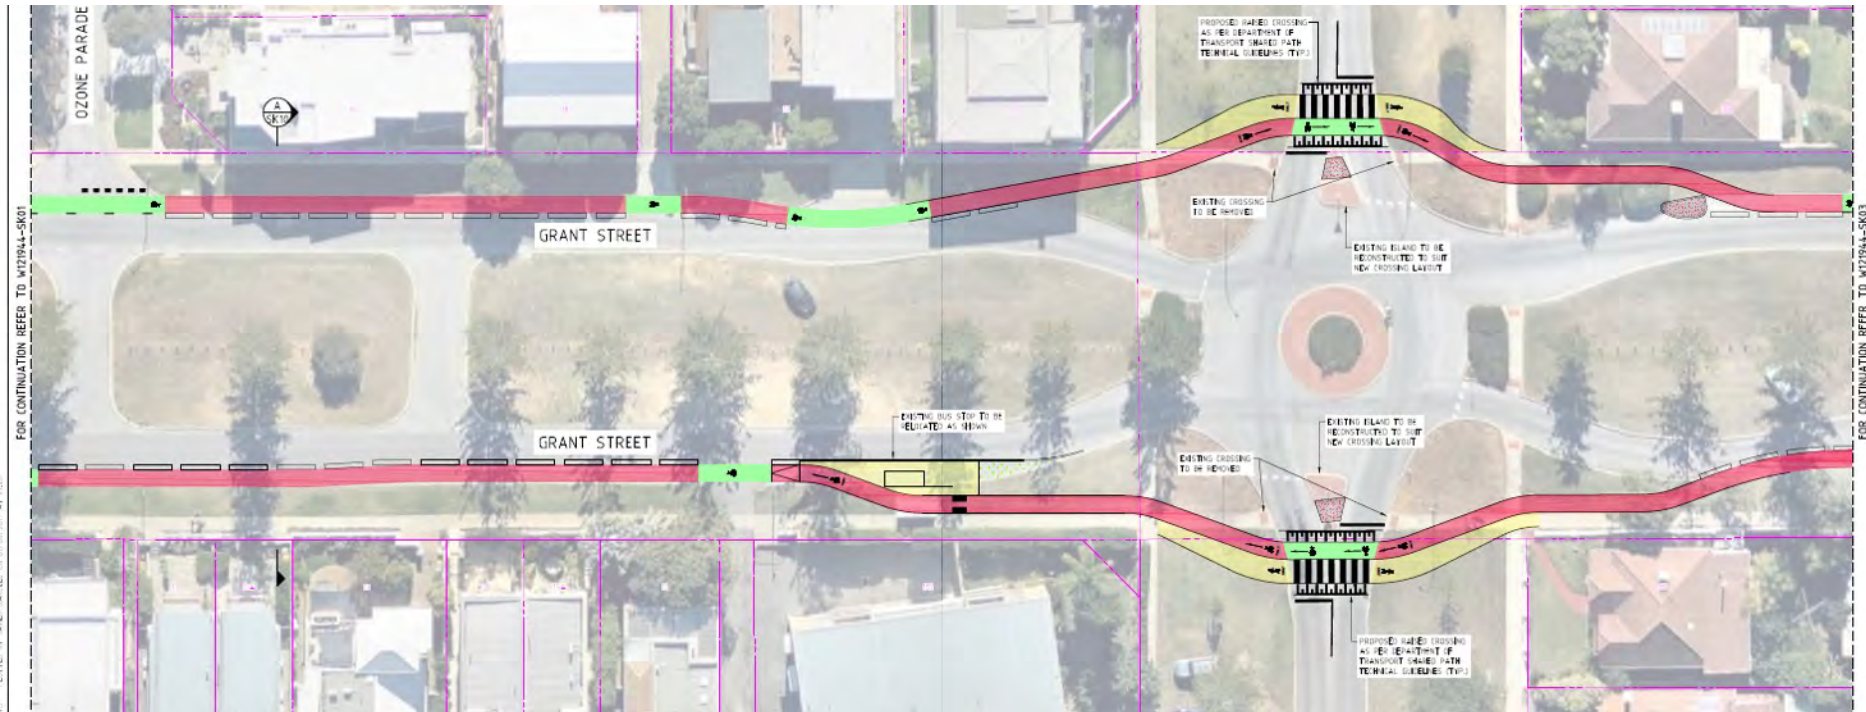 OZONE PARADE
A
SK10
PROPOSED RAISED CROSSING
AS PER DEPARTMENT OF
TRANSPORT SHARED PATH
TECHNICAL GUIDELINES (TYP.)
FOR CONTINUATION REFER TO W121944-SK01
GRANT STREET
EXISTING CROSSING
TO BE REMOVED
EXISTING ISLAND TO BE
RECONSTRUCTED TO SUIT
NEW CROSSING LAYOUT
FOR CONTINUATION REFER TO W121944-SK03
EXISTING BUS STOP TO BE
RELOCATED AS SHOWN
GRANT STREET
EXISTING ISLAND TO BE
RECONSTRUCTED TO SUIT
NEW CROSSING LAYOUT
EXISTING CROSSING
TO BE REMOVED
PROPOSED RAISED CROSSING
AS PER DEPARTMENT OF
TRANSPORT SHARED PATH
TECHNICAL GUIDELINES (TYP.)